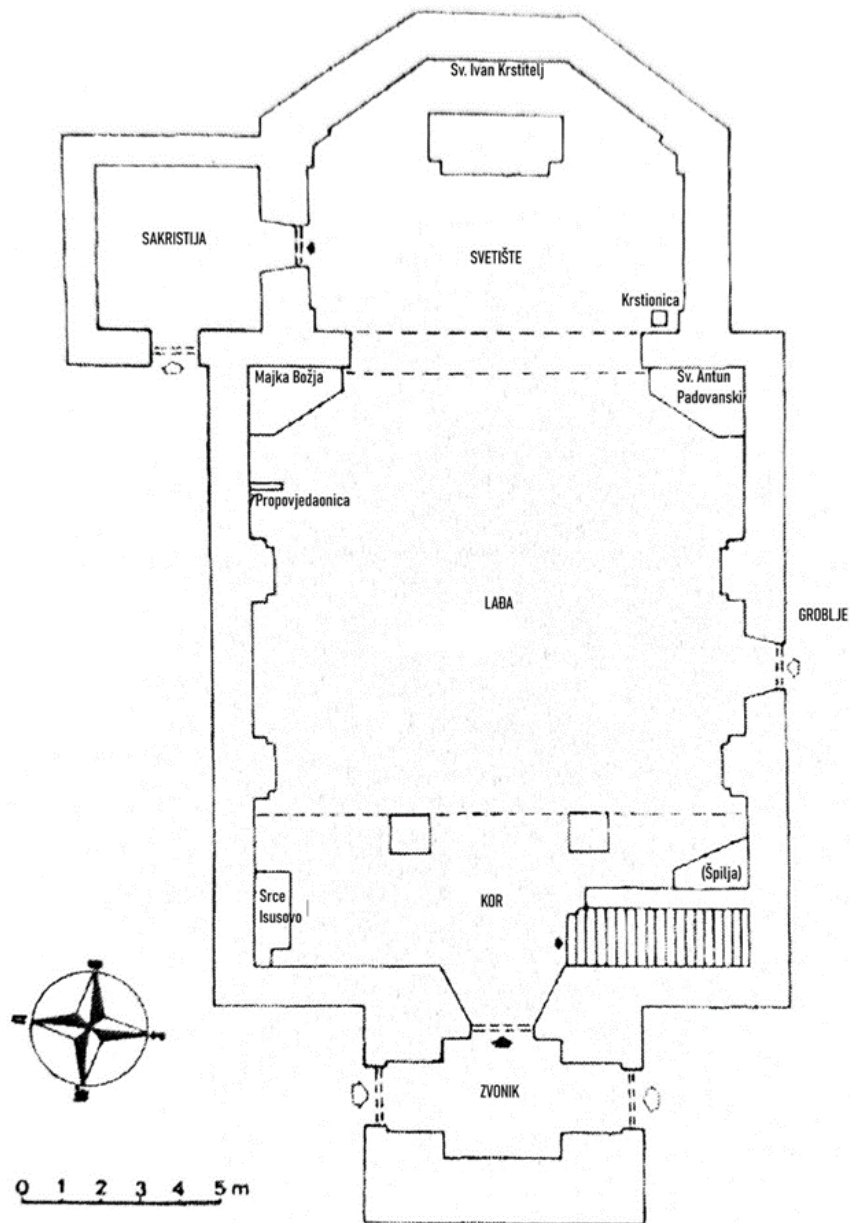 Sv. Ivan Krstitelj
SAKRISTIJA
SVETIŠTE
Krstionica
Majka Božja
Sv. Antun
Padovanski
Propovjedaonica
LAĐA
GROBLJE
(Špilja)
Srce
Isusovo
KOR
ZVONIK
0 1 2 3 4 5 m